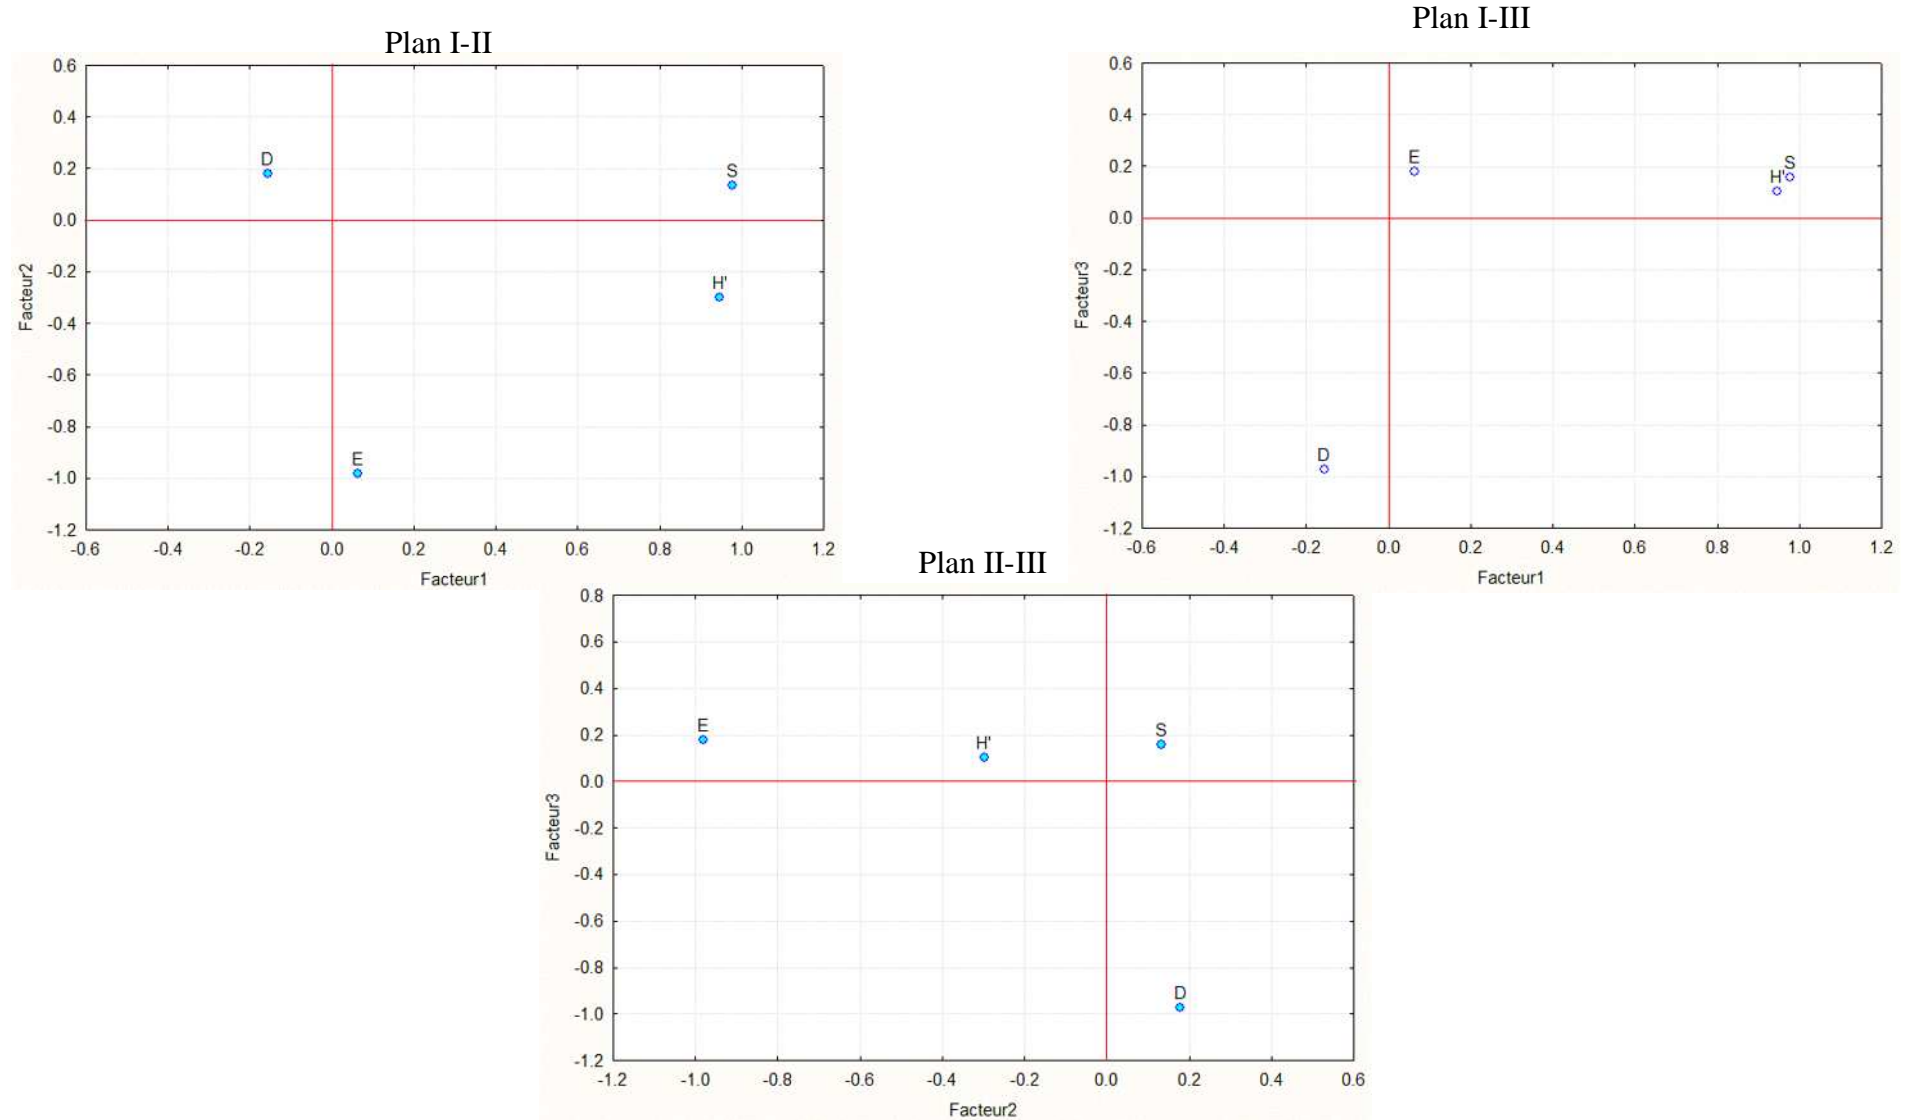 Plan I-II
0.6
0.4
D
0.2
S
0.0
-0.2
H'
-0.4
-0.6
-0.8
E
-1.0
-1.2
-0.6 -0.4 -0.2 0.0 0.2 0.4 0.6 0.8 1.0 1.2
Facteur2
Facteur1
Plan I-III
0.6
0.4
E
S
0.2
H'
0.0
-0.2
-0.4
-0.6
-0.8
D
-1.0
-1.2
-0.6 -0.4 -0.2 0.0 0.2 0.4 0.6 0.8 1.0 1.2
Facteur3
Facteur1
Plan II-III
0.8
0.6
0.4
E
S
0.2
H'
0.0
-0.2
-0.4
-0.6
-0.8
D
-1.0
-1.2
-1.2 -1.0 -0.8 -0.6 -0.4 -0.2 0.0 0.2 0.4 0.6
Facteur3
Facteur2